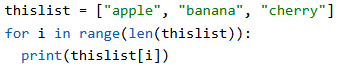 thislist = ["apple", "banana", "cherry"]
for i in range(len(thislist)):
  print(thislist[i])